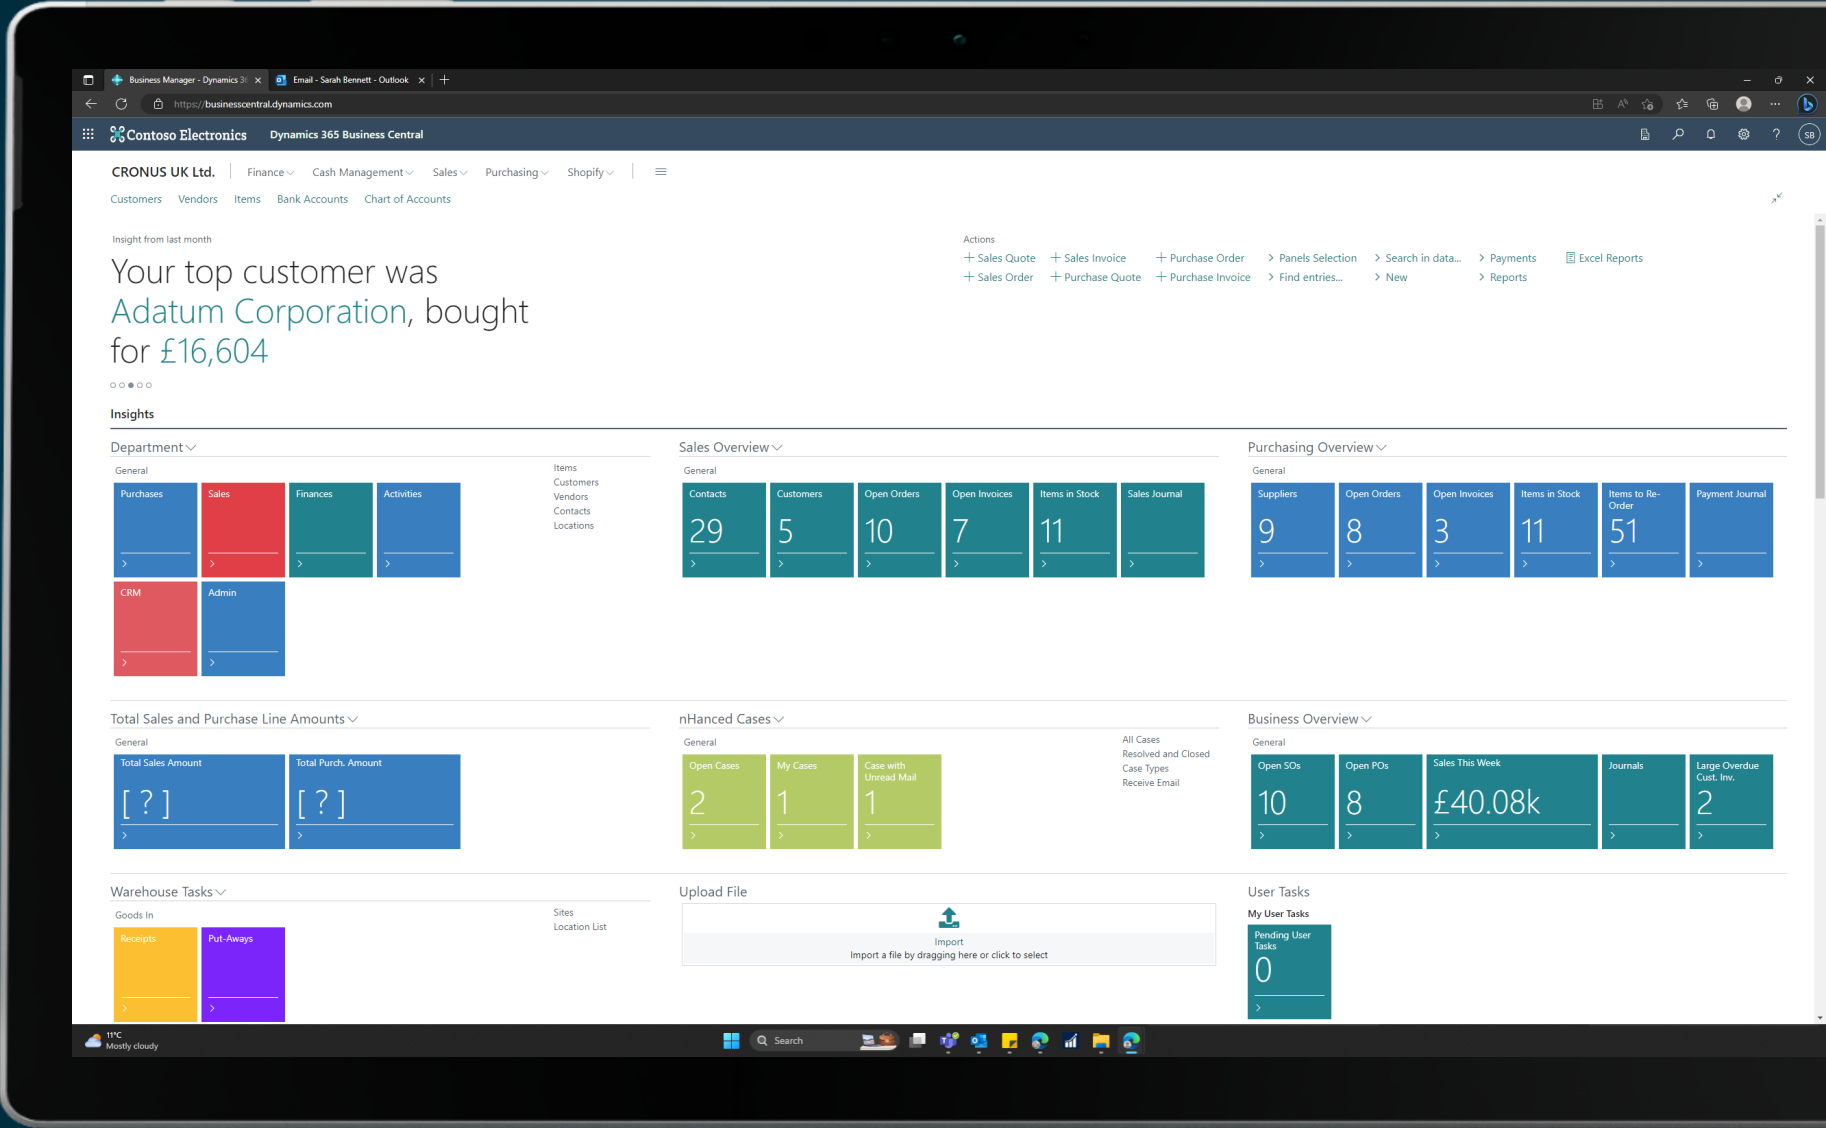 Business Manager - Dynamics 36
Email - Sarah Bennett - Outlook
https://businesscentral.dynamics.com
Contoso Electronics Dynamics 365 Business Central
SB
CRONUS UK Ltd. Finance Cash Management Sales Purchasing Shopify
Customers Vendors Items Bank Accounts Chart of Accounts
Insight from last month
Your top customer was
Adatum Corporation, bought
for £16,604
Actions
Sales Quote Sales Invoice Purchase Order Panels Selection Search in data... Payments Excel Reports
Sales Order Purchase Quote Purchase Invoice Find entries... New Reports
Insights
Department
General
Purchases Sales Finances Activities
CRM Admin
Items
Customers
Vendors
Contacts
Locations
Sales Overview
General
Contacts Customers Open Orders Open Invoices Items in Stock Sales Journal
29 5 10 7 11
Purchasing Overview
General
Suppliers Open Orders Open Invoices Items in Stock Items to Re-
Order Payment Journal
9 8 3 11 51
Total Sales and Purchase Line Amounts
General
Total Sales Amount Total Purch. Amount
[ ? ] [ ? ]
nHanced Cases
General
Open Cases My Cases Case with
Unread Mail
2 1 1
All Cases
Resolved and Closed
Case Types
Receive Email
Business Overview
General
Open SOs Open POs Sales This Week Journals Large Overdue
Cust. Inv.
10 8 £40.08k 2
Warehouse Tasks
Goods In
Receipts Put-Aways
Sites
Location List
Upload File
Import
Import a file by dragging here or click to select
User Tasks
My User Tasks
Pending User
Tasks
0
11°C
Mostly cloudy
Search